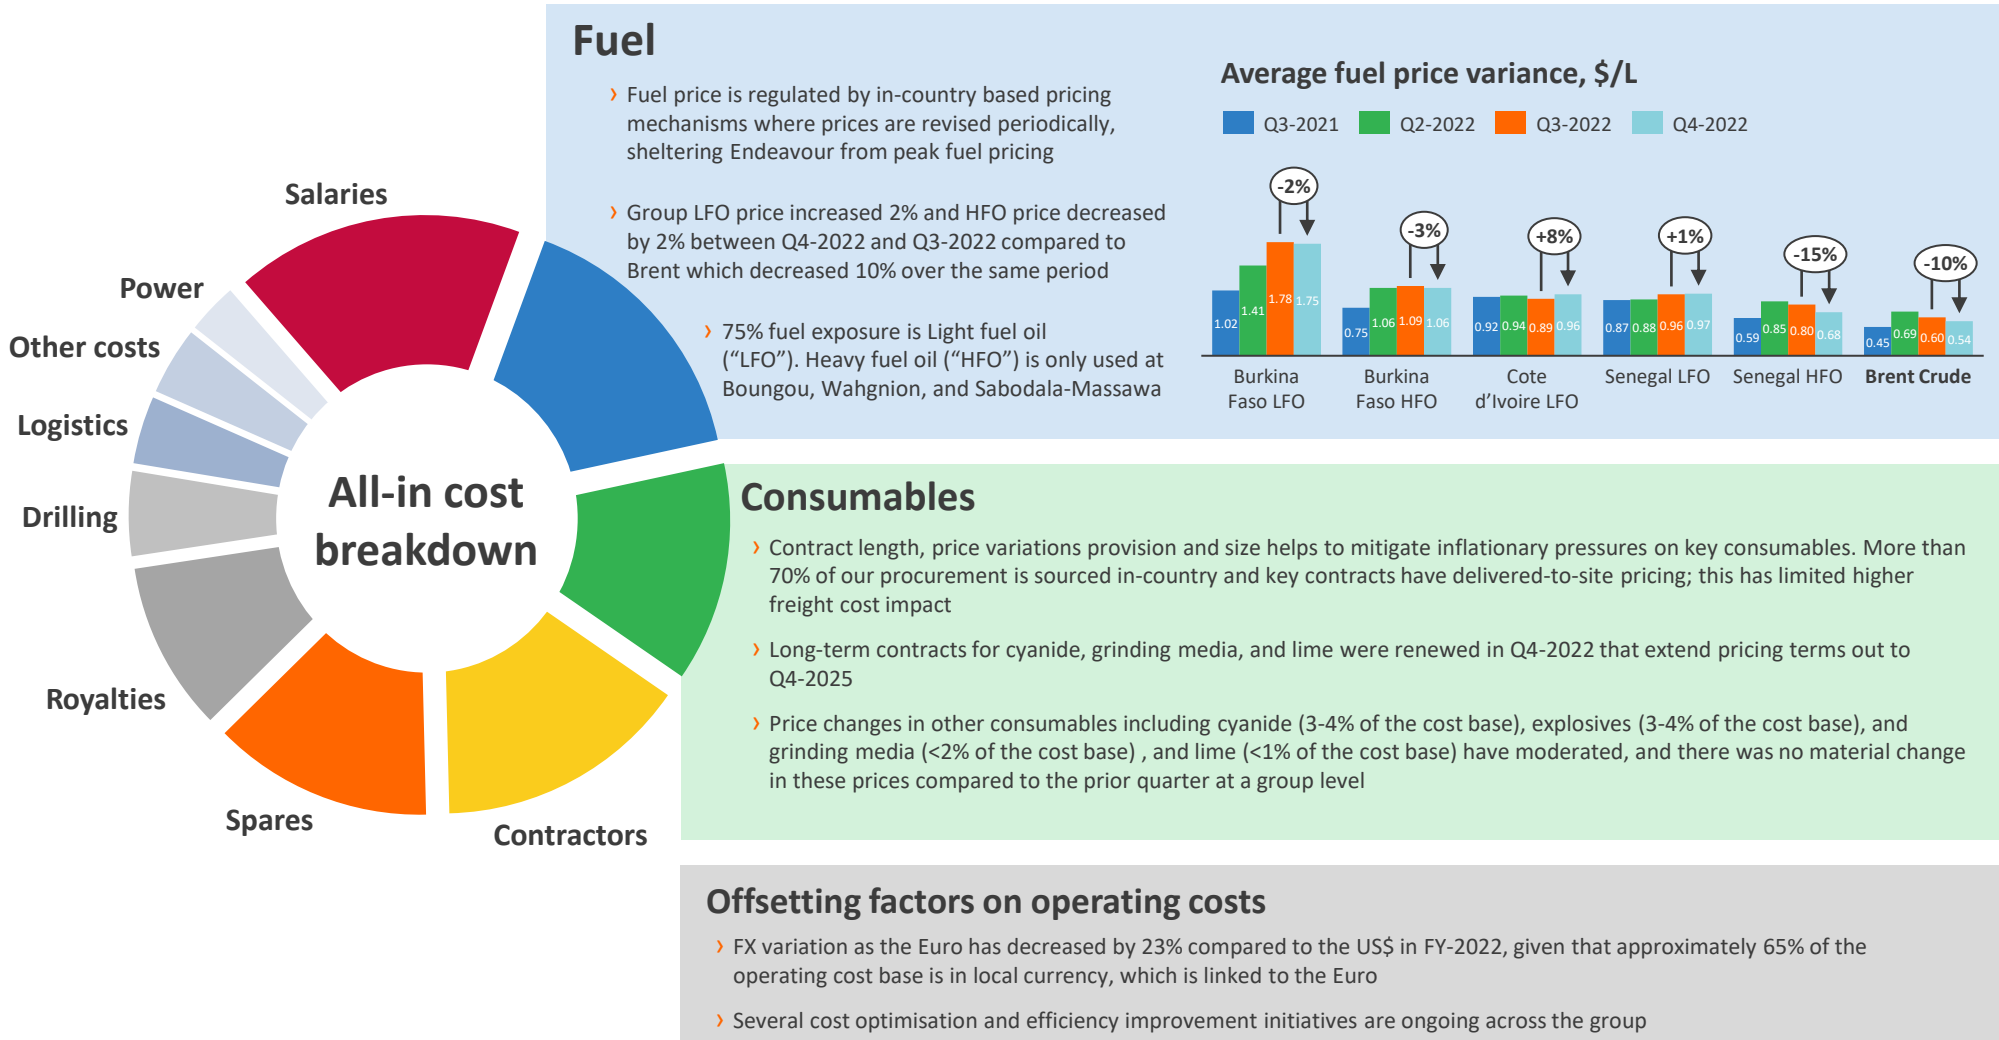 Fuel
› Fuel price is regulated by in-country based pricing
mechanisms where prices are revised periodically,
sheltering Endeavour from peak fuel pricing
› Group LFO price increased 2% and HFO price decreased
by 2% between Q4-2022 and Q3-2022 compared to
Brent which decreased 10% over the same period
› 75% fuel exposure is Light fuel oil
(“LFO”). Heavy fuel oil (“HFO”) is only used at
Boungou, Wahgnion, and Sabodala-Massawa
Average fuel price variance, $/L
Q3-2021 Q2-2022 Q3-2022 Q4-2022
-2% -3% +8% +1% -15% -10%
1.02 1.41 1.78 1.75
0.75 1.06 1.09 1.06
0.92 0.94 0.89 0.96
0.87 0.88 0.96 0.97
0.59 0.85 0.80 0.68
0.45 0.69 0.60 0.54
Burkina
Faso LFO
Burkina
Faso HFO
Cote
d’Ivoire LFO
Senegal LFO
Senegal HFO
Brent Crude
Salaries
Power
Other costs
Logistics
Drilling
Royalties
Spares
Contractors
All-in cost
breakdown
Consumables
› Contract length, price variations provision and size helps to mitigate inflationary pressures on key consumables. More than
70% of our procurement is sourced in-country and key contracts have delivered-to-site pricing; this has limited higher
freight cost impact
› Long-term contracts for cyanide, grinding media, and lime were renewed in Q4-2022 that extend pricing terms out to
Q4-2025
› Price changes in other consumables including cyanide (3-4% of the cost base), explosives (3-4% of the cost base), and
grinding media (<2% of the cost base) , and lime (<1% of the cost base) have moderated, and there was no material change
in these prices compared to the prior quarter at a group level
Offsetting factors on operating costs
› FX variation as the Euro has decreased by 23% compared to the US$ in FY-2022, given that approximately 65% of the
operating cost base is in local currency, which is linked to the Euro
› Several cost optimisation and efficiency improvement initiatives are ongoing across the group